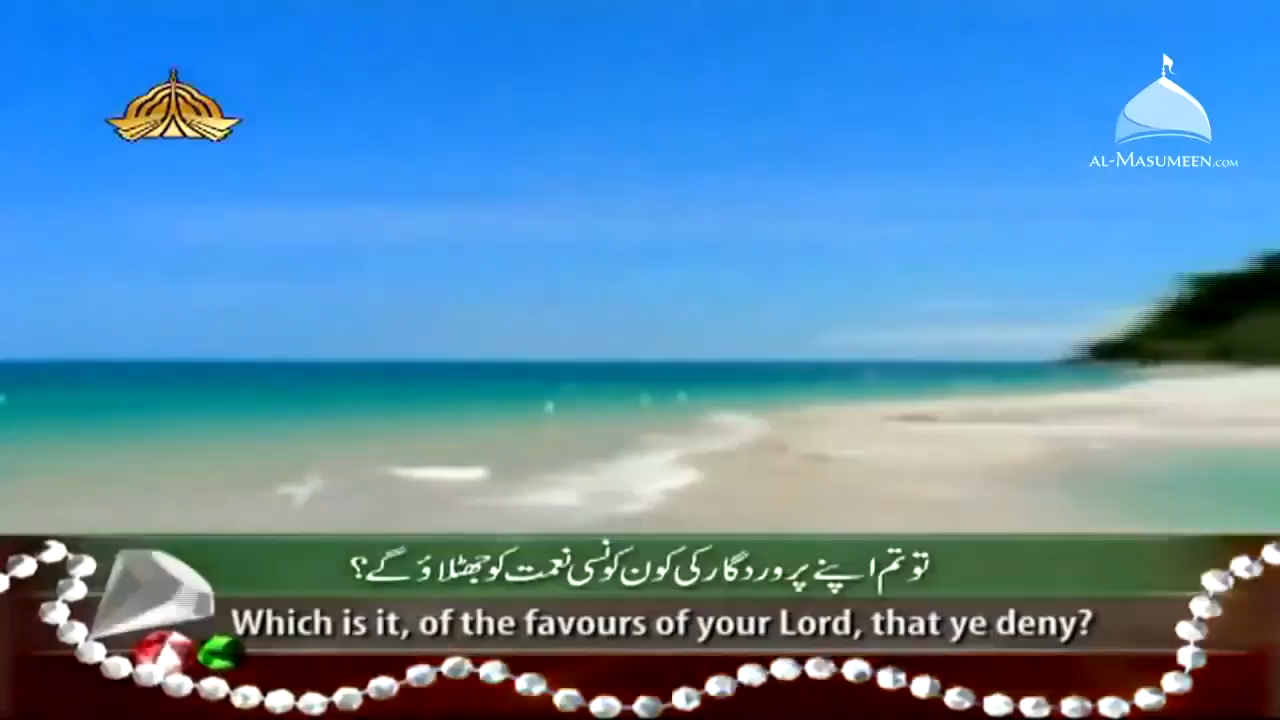 AL-MASUMEEN.COM
تو تم اپنے پروردگار کی کون کونسی نعمت کو جھٹلاؤ گے؟
Which is it, of the favours of your Lord, that ye deny?